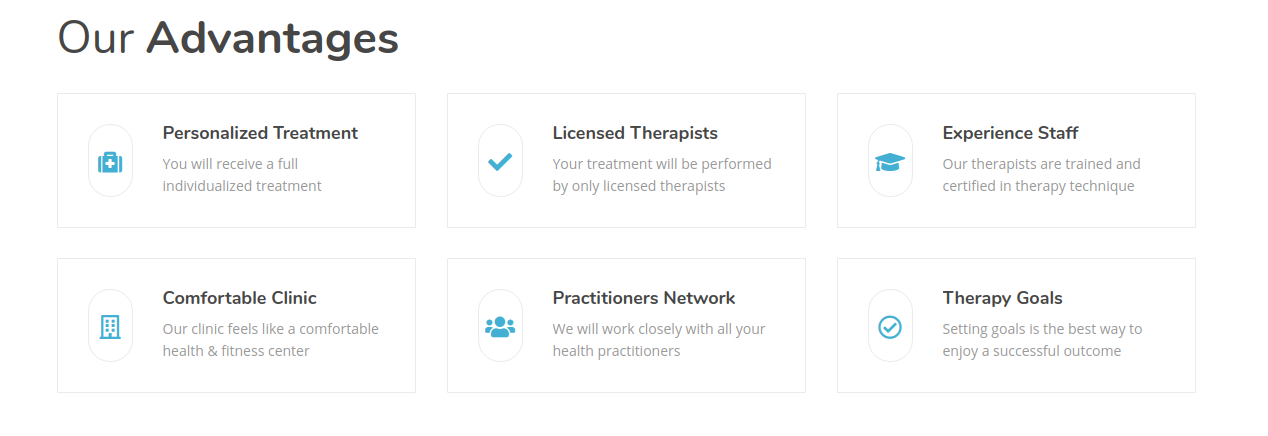 Our Advantages
Personalized Treatment
You will receive a full
individualized treatment
Licensed Therapists
Your treatment will be performed
by only licensed therapists
Experience Staff
Our therapists are trained and
certified in therapy technique
Comfortable Clinic
Our clinic feels like a comfortable
health & fitness center
Practitioners Network
We will work closely with all your
health practitioners
Therapy Goals
Setting goals is the best way to
enjoy a successful outcome